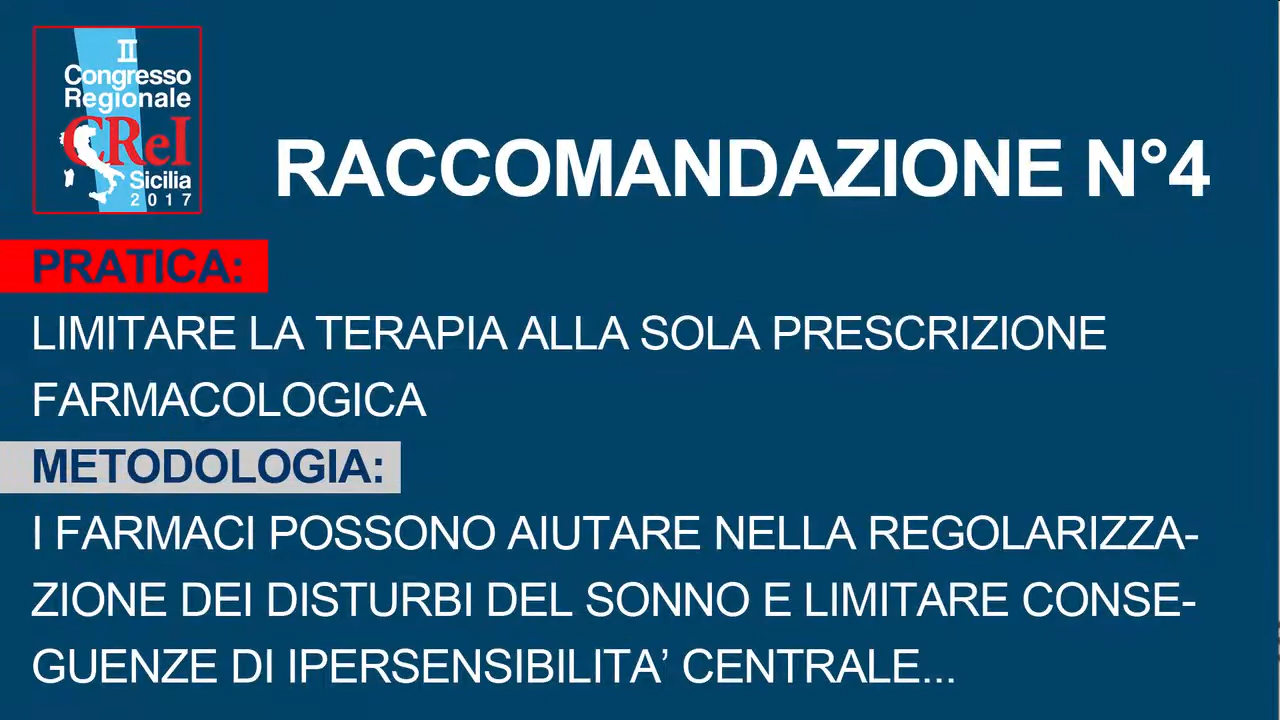 II
Congresso
Regionale
CReI
Sicilia
2017
RACCOMANDAZIONE N°4
PRATICA:
LIMITARE LA TERAPIA ALLA SOLA PRESCRIZIONE
FARMACOLOGICA
METODOLOGIA:
I FARMACI POSSONO AIUTARE NELLA REGOLARIZZA-
ZIONE DEI DISTURBI DEL SONNO E LIMITARE CONSE-
GUENZE DI IPERSENSIBILITA’ CENTRALE...